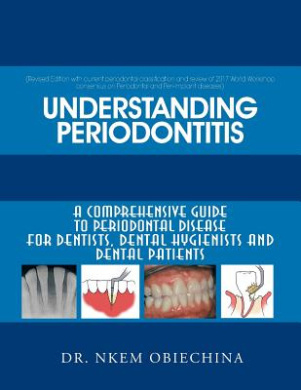 (Revised Edition with current periodontal classification and review of 2017 World Workshop
consensus on Periodontal and Peri-implant diseases)
UNDERSTANDING
PERIODONTITIS
A COMPREHENSIVE GUIDE
TO PERIODONTAL DISEASE
FOR DENTISTS, DENTAL HYGIENISTS AND
DENTAL PATIENTS
DR. NKEM OBIECHINA